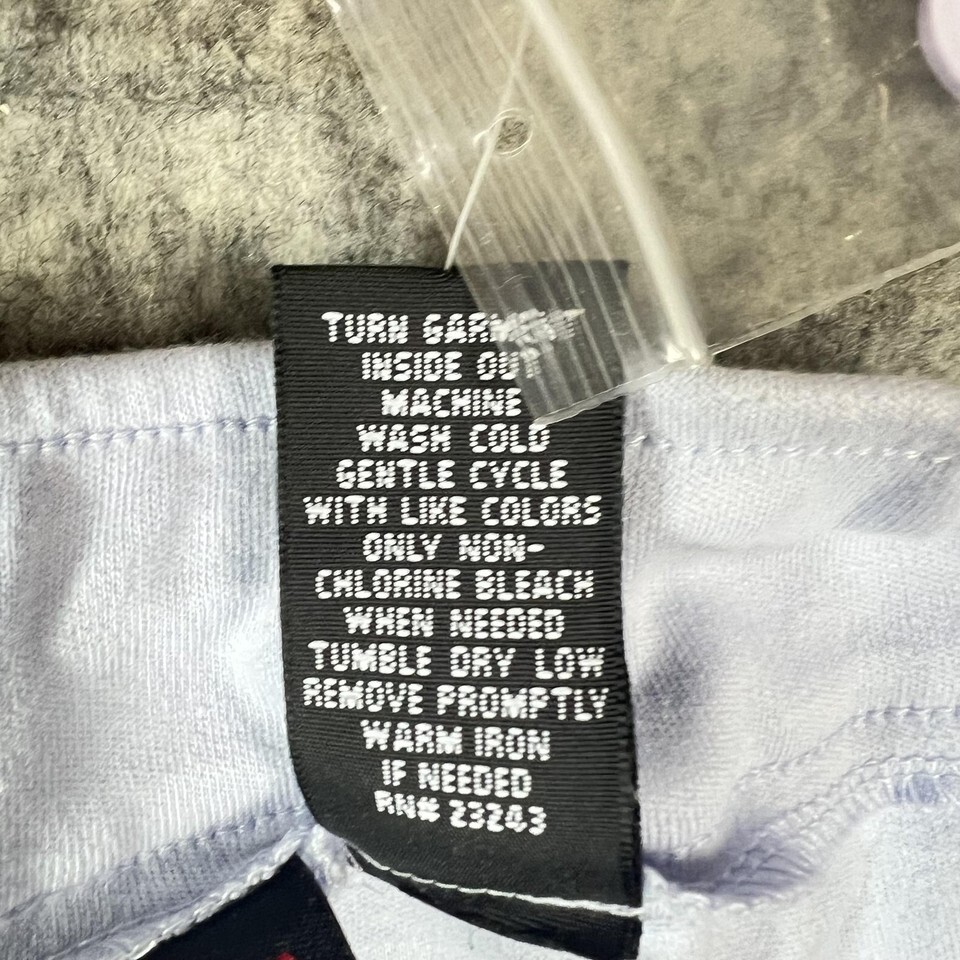 TURN GARMENT
INSIDE OUT
MACHINE
WASH COLD
GENTLE CYCLE
WITH LIKE COLORS
ONLY NON-
CHLORINE BLEACH
WHEN NEEDED
TUMBLE DRY LOW
REMOVE PROMPTLY
WARM IRON
IF NEEDED
RN# 23243